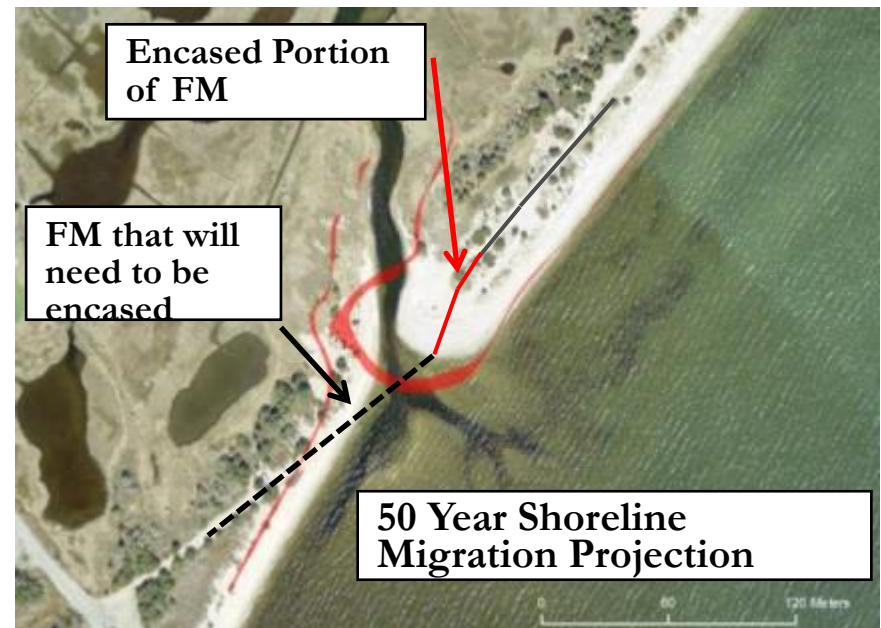 Encased Portion
of FM
FM that will
need to be
encased
50 Year Shoreline
Migration Projection
0 60 120 Meters